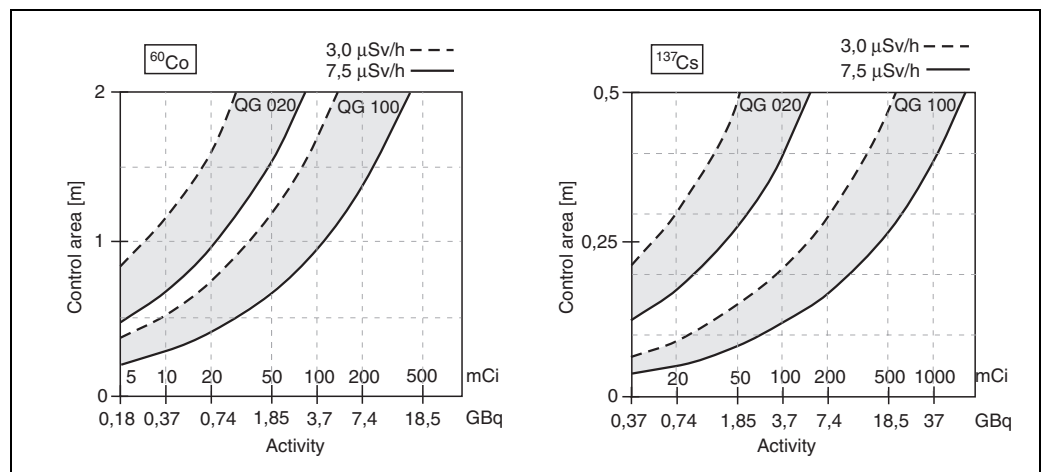 ⁶⁰Co
3,0 μSv/h
7,5 μSv/h
2
QG 020
QG 100
Control area [m]
1
5 10 20 50 100 200 500 mCi
0
0,18 0,37 0,74 1,85 3,7 7,4 18,5 GBq
Activity
¹³⁷Cs
3,0 μSv/h
7,5 μSv/h
0,5
QG 020
QG 100
Control area [m]
0,25
20 50 100 200 500 1000 mCi
0
0,37 0,74 1,85 3,7 7,4 18,5 37 GBq
Activity